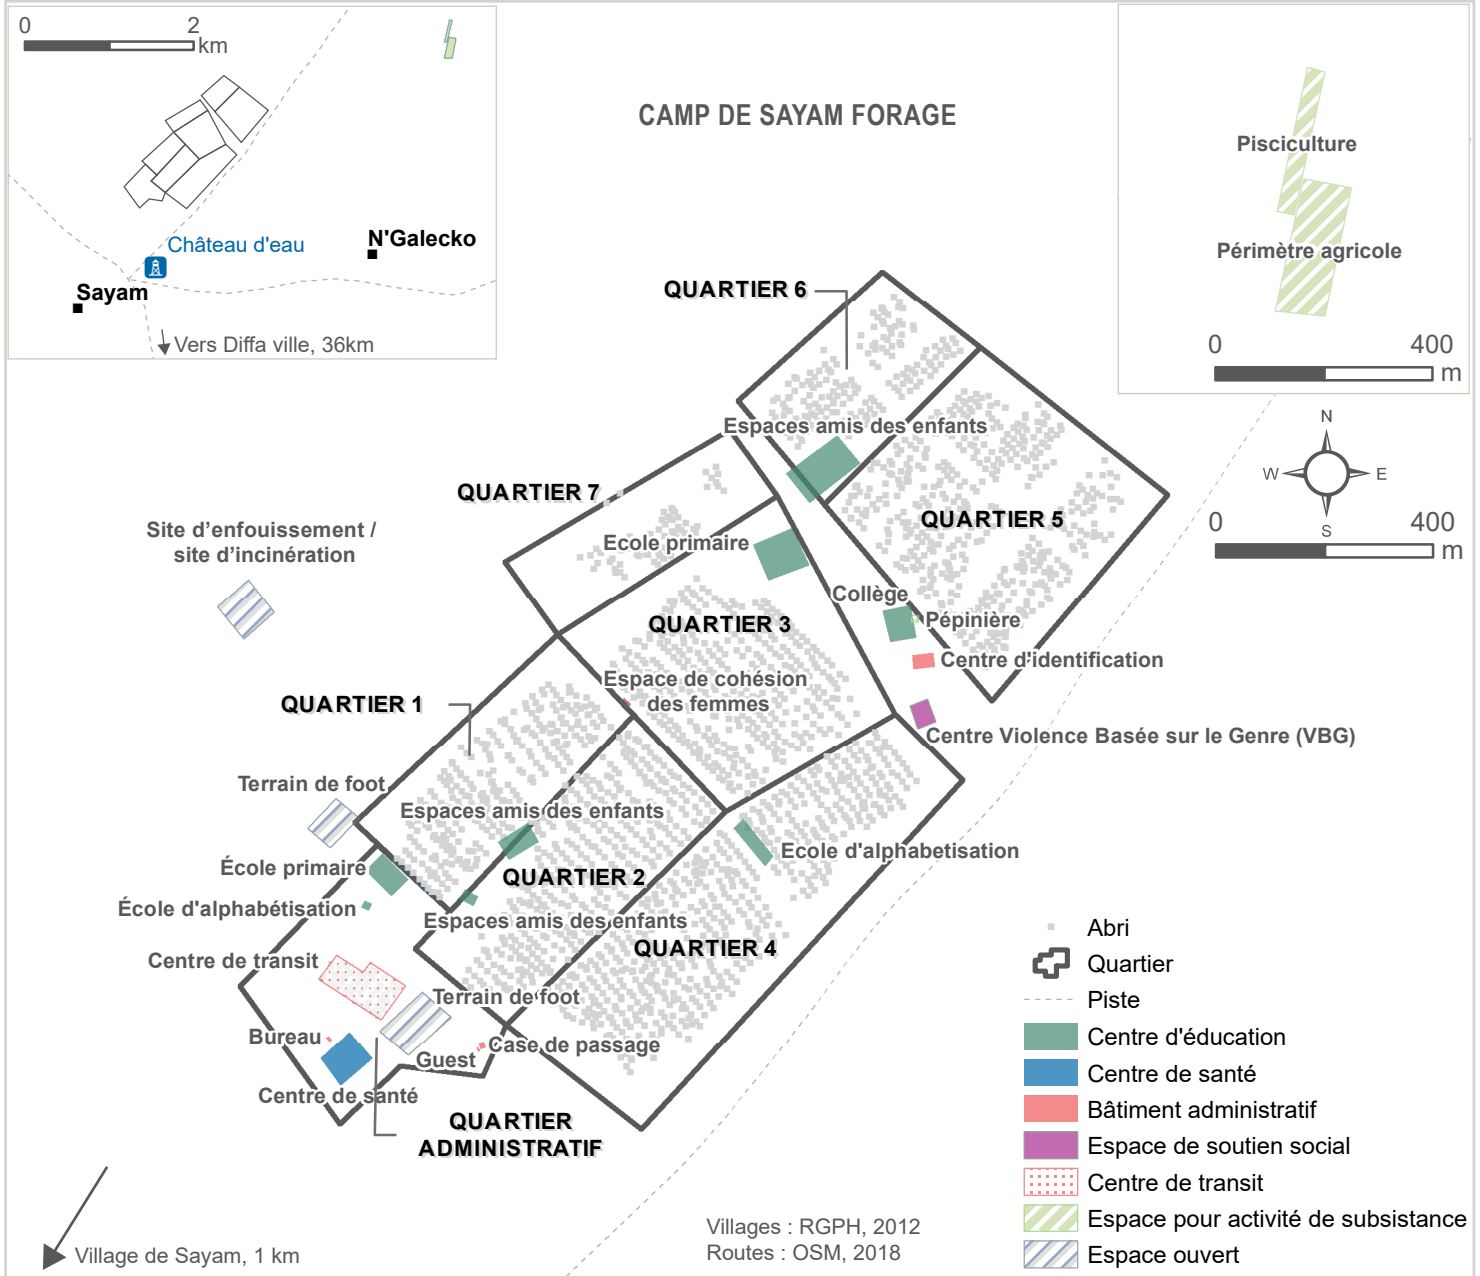 0 2
km
Château d'eau
N'Galecko
Sayam
Vers Diffa ville, 36km
CAMP DE SAYAM FORAGE
Pisciculture
Périmètre agricole
0 400
m
N
W E
S
0 400
m
QUARTIER 6
Espaces amis des enfants
QUARTIER 7
QUARTIER 5
Site d'enfouissement /
site d'incinération
Ecole primaire
Collège
Pépinière
QUARTIER 3
Centre d'identification
Espace de cohésion
des femmes
QUARTIER 1
Centre Violence Basée sur le Genre (VBG)
Terrain de foot
Espaces amis des enfants
Ecole d'alphabetisation
École primaire
QUARTIER 2
École d'alphabétisation
Espaces amis des enfants
QUARTIER 4
Centre de transit
Terrain de foot
Bureau
Case de passage
Guest
Centre de santé
QUARTIER
ADMINISTRATIF
Village de Sayam, 1 km
Villages : RGPH, 2012
Routes : OSM, 2018
Abri
Quartier
Piste
Centre d'éducation
Centre de santé
Bâtiment administratif
Espace de soutien social
Centre de transit
Espace pour activité de subsistance
Espace ouvert